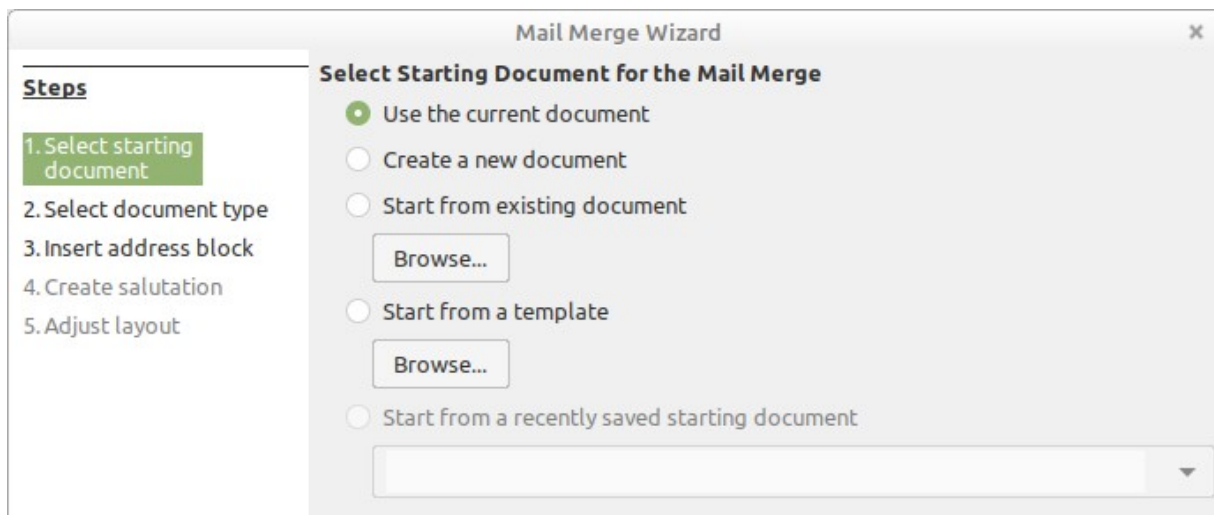 Mail Merge Wizard
Steps
1. Select starting
document
2. Select document type
3. Insert address block
4. Create salutation
5. Adjust layout
Select Starting Document for the Mail Merge
Use the current document
Create a new document
Start from existing document
Browse...
Start from a template
Browse...
Start from a recently saved starting document